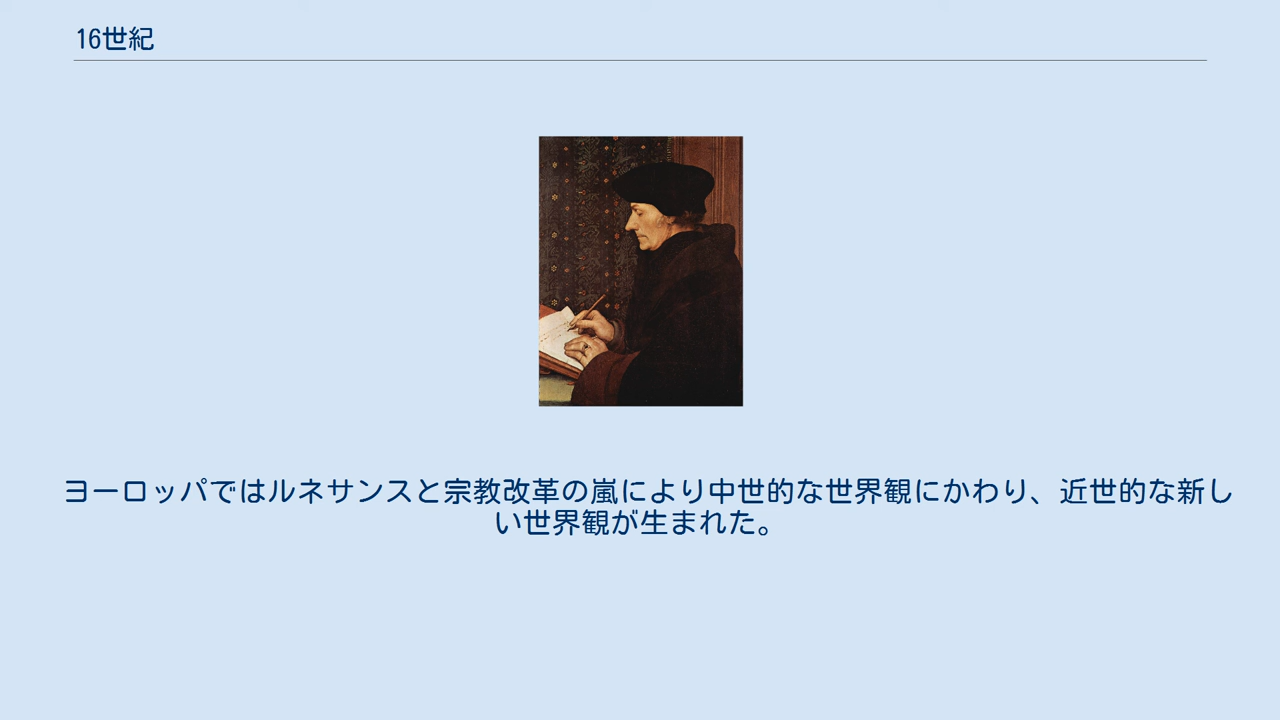 16世紀
ヨーロッパではルネサンスと宗教改革の嵐により中世的な世界観にかわり、近世的な新し
い世界観が生まれた。